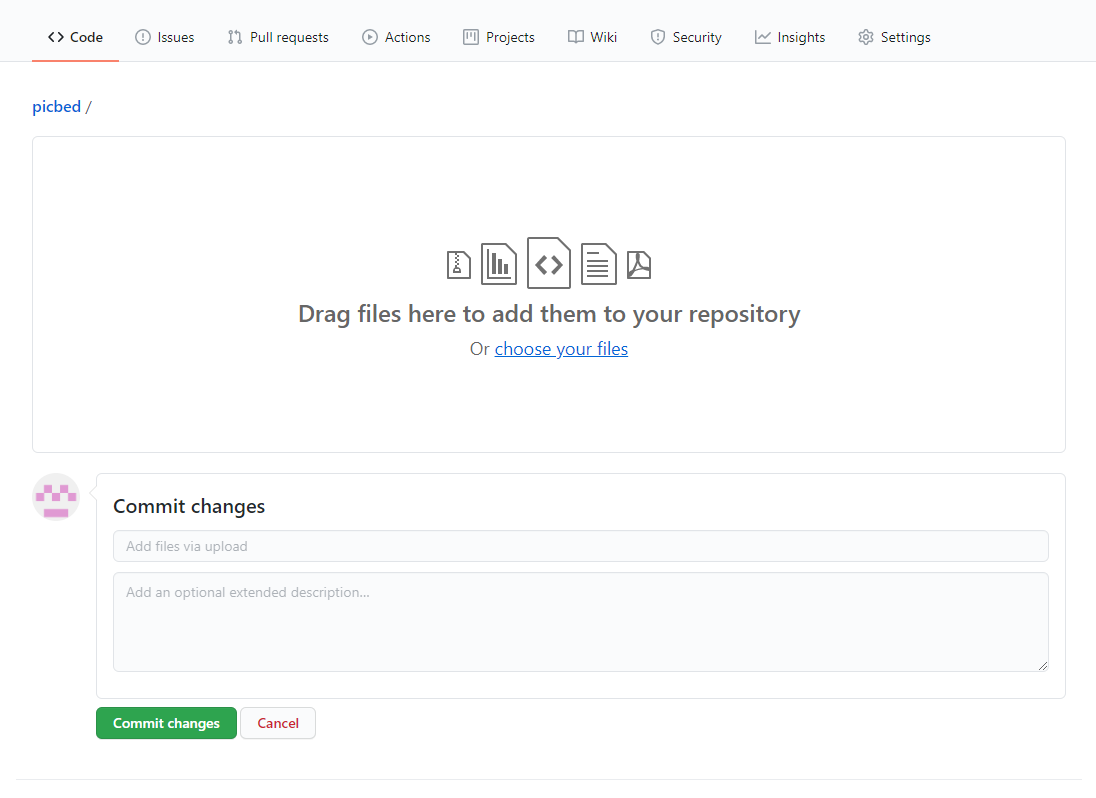 Code Issues Pull requests Actions Projects Wiki Security Insights Settings
picbed /
Drag files here to add them to your repository
Or choose your files
Commit changes
Add files via upload
Add an optional extended description...
Commit changes Cancel